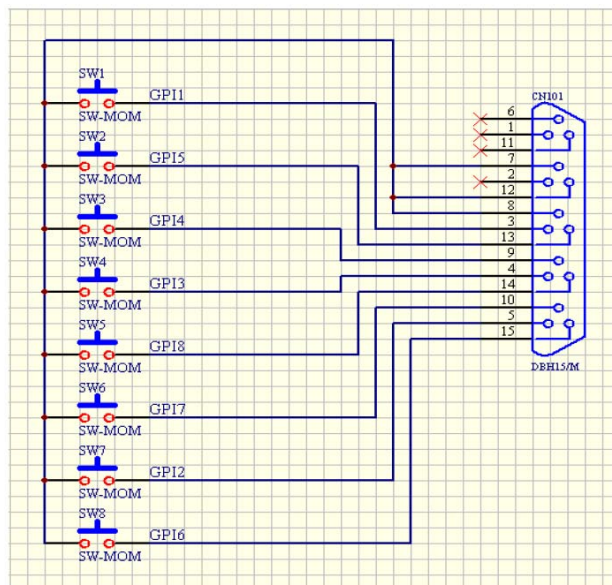 SW1
GPI1
SW-MOM
SW2
GPI5
SW-MOM
SW3
GPI4
SW-MOM
SW4
GPI3
SW-MOM
SW5
GPI8
SW-MOM
SW6
GPI7
SW-MOM
SW7
GPI2
SW-MOM
SW8
GPI6
SW-MOM
CN101
6
1
11
7
2
12
8
3
13
9
4
14
10
5
15
DBH15/M